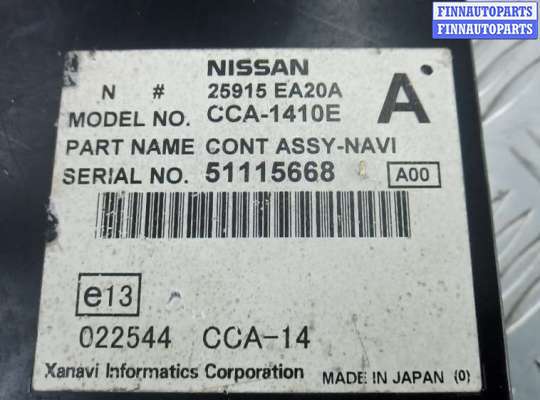 FINNAUTOPARTS
FINNAUTOPARTS
FINNAUTOPARTS
NISSAN
N # 25915 EA20A
MODEL NO. CCA-1410E
A
PART NAME CONT ASSY-NAVI
SERIAL NO. 51115668
A00
e13
022544 CCA-14
Xanavi Informatics Corporation
MADE IN JAPAN (0)